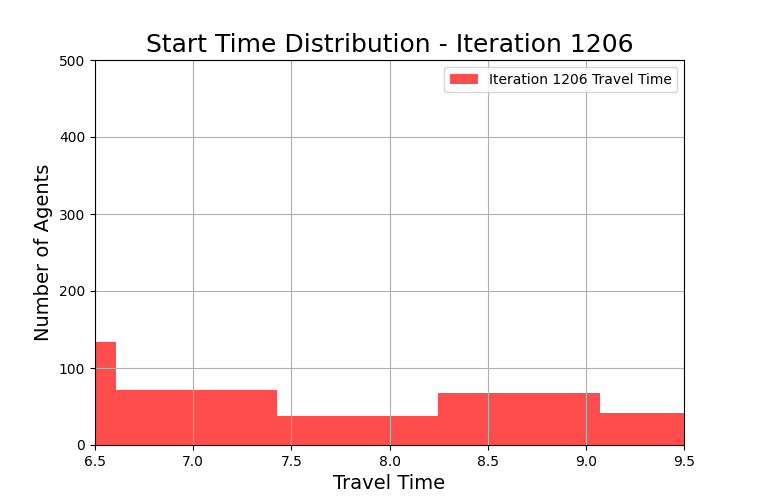 Start Time Distribution - Iteration 1206
500
Iteration 1206 Travel Time
400
300
200
100
0
Number of Agents
6.5 7.0 7.5 8.0 8.5 9.0 9.5
Travel Time